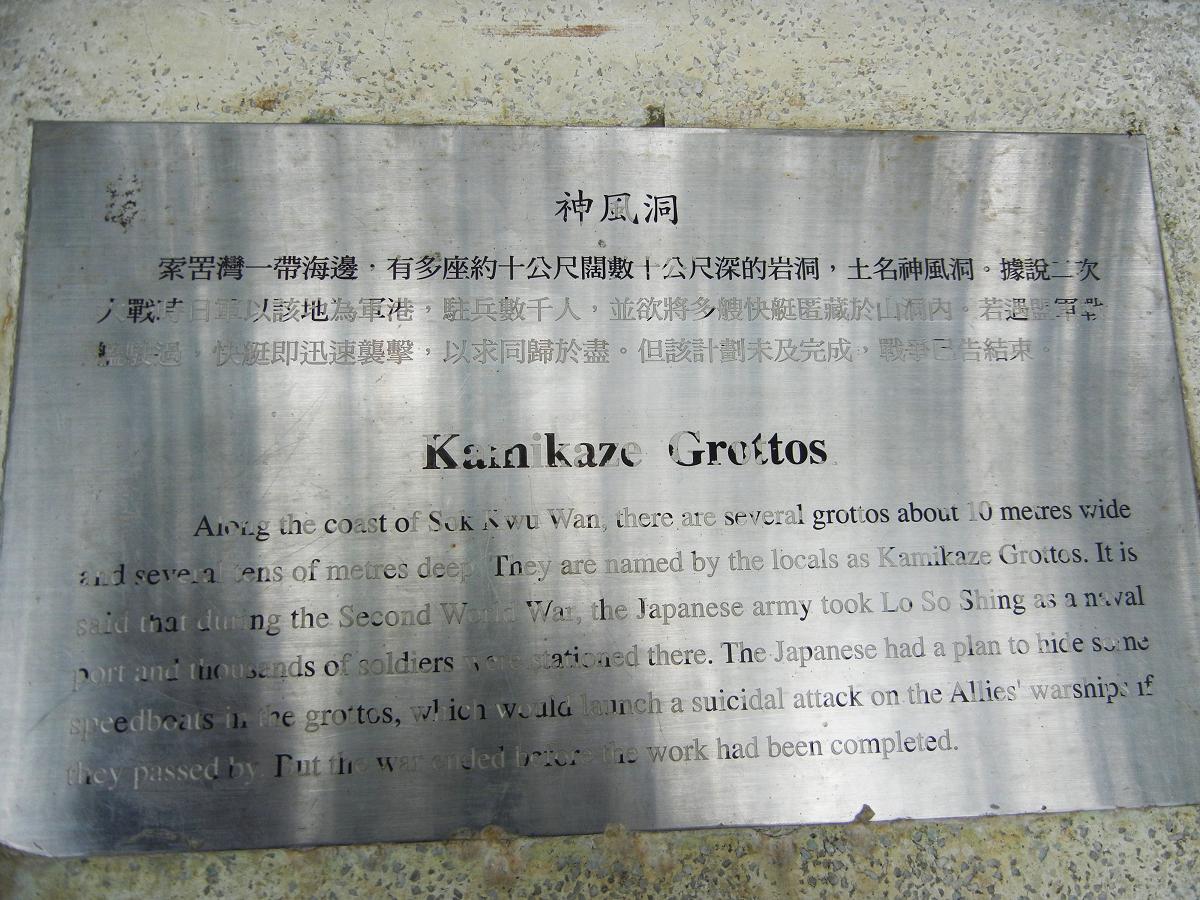 神風洞
索罟灣一帶海邊，有多座約十公尺闊數十公尺深的岩洞，土名神風洞。據說二次
大戰時日軍以該地為軍港，駐兵數千人，並欲將多艘快艇匿藏於山洞內。若遇盟軍戰
艦駛過，快艇即迅速襲擊，以求同歸於盡。但該計劃未及完成，戰爭已告結束。
Kamikaze Grottos
Along the coast of Sok Kwu Wan, there are several grottos about 10 metres wide
and several tens of metres deep. They are named by the locals as Kamikaze Grottos. It is
said that during the Second World War, the Japanese army took Lo So Shing as a naval
port and thousands of soldiers were stationed there. The Japanese had a plan to hide some
speedboats in the grottos, which would launch a suicidal attack on the Allies' warships if
they passed by. But the war ended before the work had been completed.